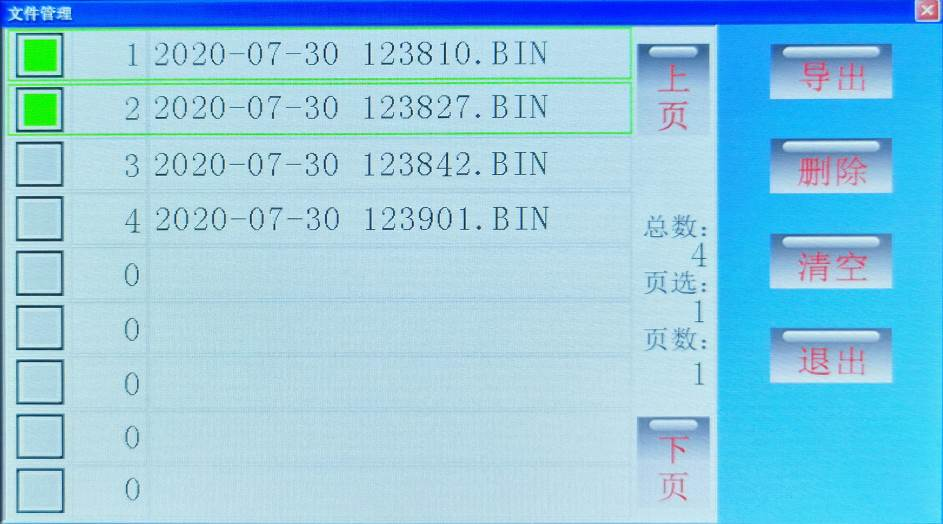 文件管理
1 2020-07-30 123810.BIN
2 2020-07-30 123827.BIN
3 2020-07-30 123842.BIN
4 2020-07-30 123901.BIN
0
0
0
0
0
上页
总数:
4
页选:
1
页数:
1
下页
导出
删除
清空
退出